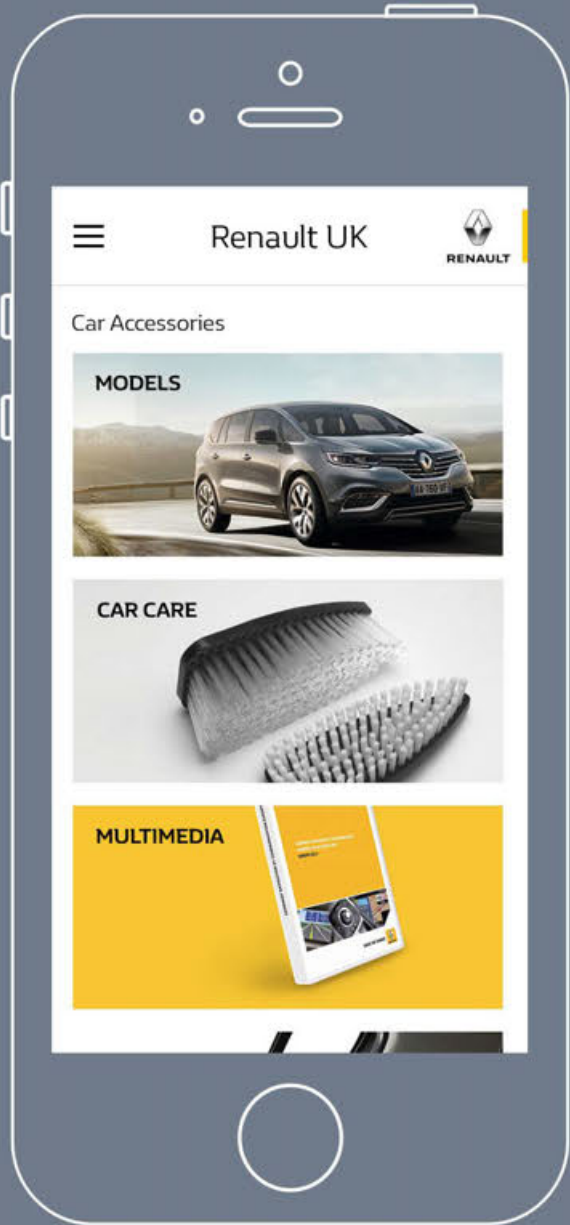 Renault UK
RENAULT
Car Accessories
MODELS
CAR CARE
MULTIMEDIA